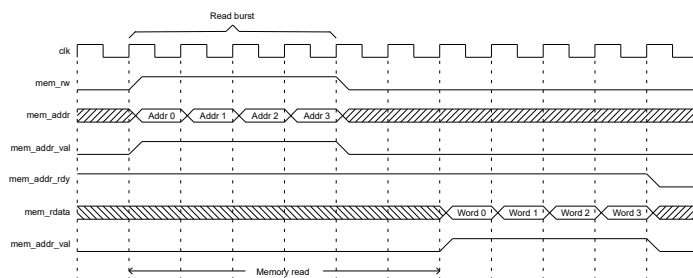 Read burst
clk
mem_rw
mem_addr Addr 0 Addr 1 Addr 2 Addr 3
mem_addr_val
mem_addr_rdy
mem_rdata Word 0 Word 1 Word 2 Word 3
mem_addr_val
Memory read